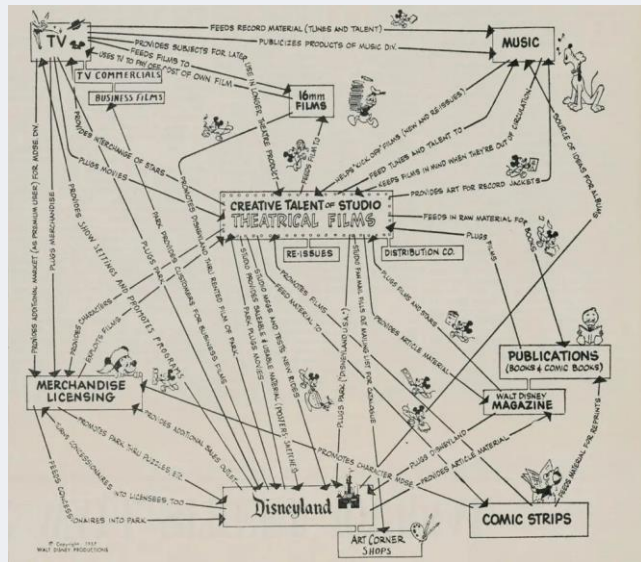 TV
TV COMMERCIALS
BUSINESS FILMS
FEEDS RECORD MATERIAL (TUNES AND TALENT)
PUBLICIZES PRODUCTS OF MUSIC DIV.
MUSIC
PROVIDES SUBJECTS FOR LATER USE IN LONGER THEATRE PRODUCT
FEEDS FILMS TO
USES TV TO PAY OFF COST OF OWN FILM
16mm
FILMS
FEEDS FILM TO
HELPS "KICK OFF" FILMS (NEW AND RE-ISSUES)
FEED TUNES AND TALENT TO
KEEPS FILMS IN MIND WHEN THEY'RE OUT OF CIRCULATION
SOURCE OF IDEAS FOR ALBUMS
PROVIDES ART FOR RECORD JACKETS
PROVIDES INTERCHANGE OF STARS
PLUGS MOVIES
CREATIVE TALENT OF STUDIO
THEATRICAL FILMS
RE-ISSUES
DISTRIBUTION CO.
FEEDS IN RAW MATERIAL FOR BOOKS
PLUGS FILMS
PROVIDES ADDITIONAL MARKET (AS PREMIUM USER) FOR MDSE. DIV.
PLUGS MERCHANDISE
PROVIDES SHOW SETTINGS AND PROMOTES PROGRAMS
PLUGS PARK
PARK PROVIDES CUSTOMERS FOR BUSINESS FILMS
PROMOTES DISNEYLAND THRU RENTED FILM OF PARK
PROVIDES CHARACTERS
EXPLOITS FILMS
PARK PLUGS MOVIES
STUDIO PROVIDES SALEABLE & USABLE MATERIAL (POSTERS, SKETCHES)
STUDIO MAKES AND TESTS NEW RIDES
PLUGS PARK ("DISNEYLAND U.S.A.")
STUDIO FAN MAIL FILLS OUT MAILING LIST FOR CATALOGUE
FEED MATERIAL TO
PROMOTES FILMS
PLUGS FILMS AND STARS
PROVIDES ARTICLE MATERIAL
PUBLICATIONS
(BOOKS & COMIC BOOKS)
WALT DISNEY
MAGAZINE
FEEDS MATERIAL FOR REPRINTS
MERCHANDISE
LICENSING
PROVIDES ADDITIONAL SALES OUTLET
PROMOTES PARK THRU PUZZLES ETC.
TURNS CONCESSIONAIRES INTO LICENSEES, TOO
FEEDS CONCESSIONAIRES INTO PARK
PROMOTES CHARACTER MDSE.
PLUGS DISNEYLAND
PROVIDES ARTICLE MATERIAL
Disneyland
ART CORNER
SHOPS
COMIC STRIPS
© Copyright, 1957
WALT DISNEY PRODUCTIONS